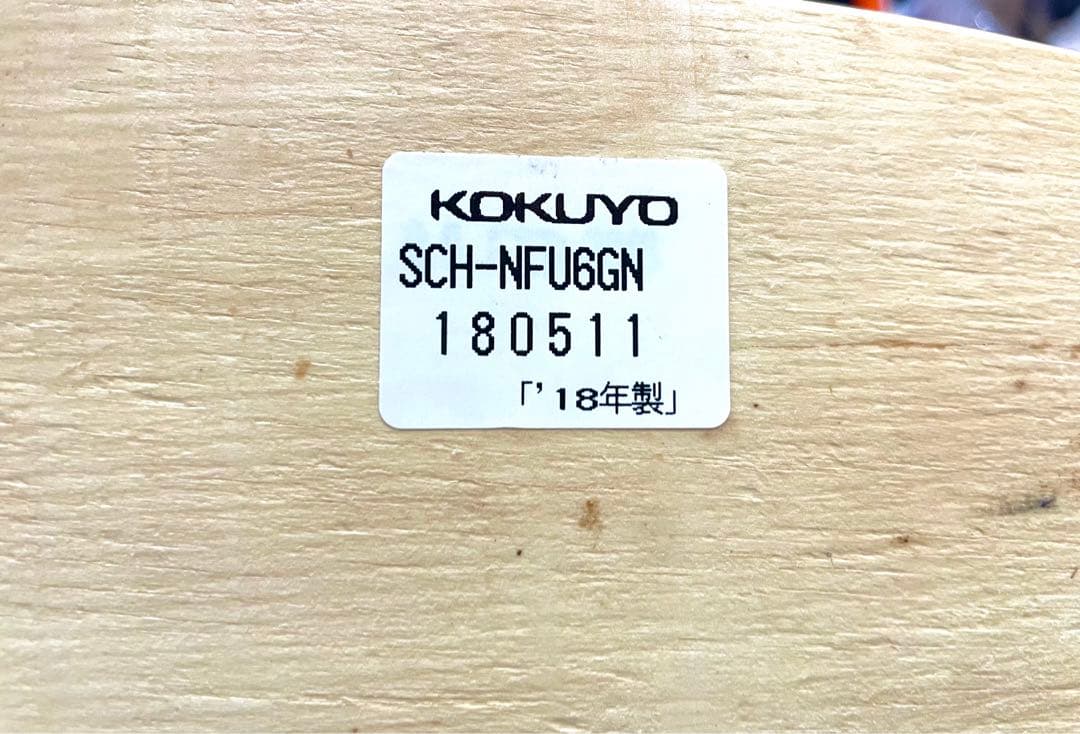 KOKUYO
SCH-NFU6GN
180511
「’18年製」